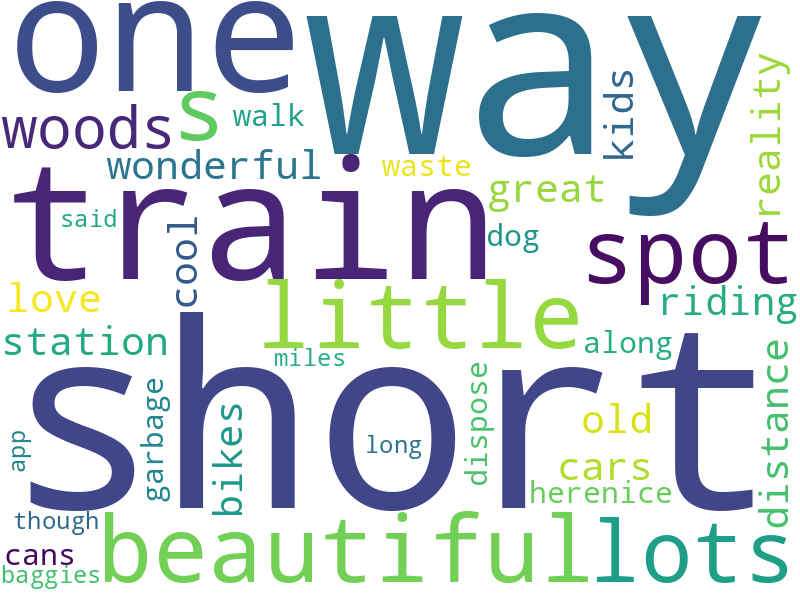 one
way
woods
s
walk
kids
reality
wonderful
waste
train
great
said
cool
dog
spot
love
little
riding
station
miles
along
short
garbage
bikes
app
long
dispose
old
cars
distance
herenice
though
beautiful
lots
cans
baggies